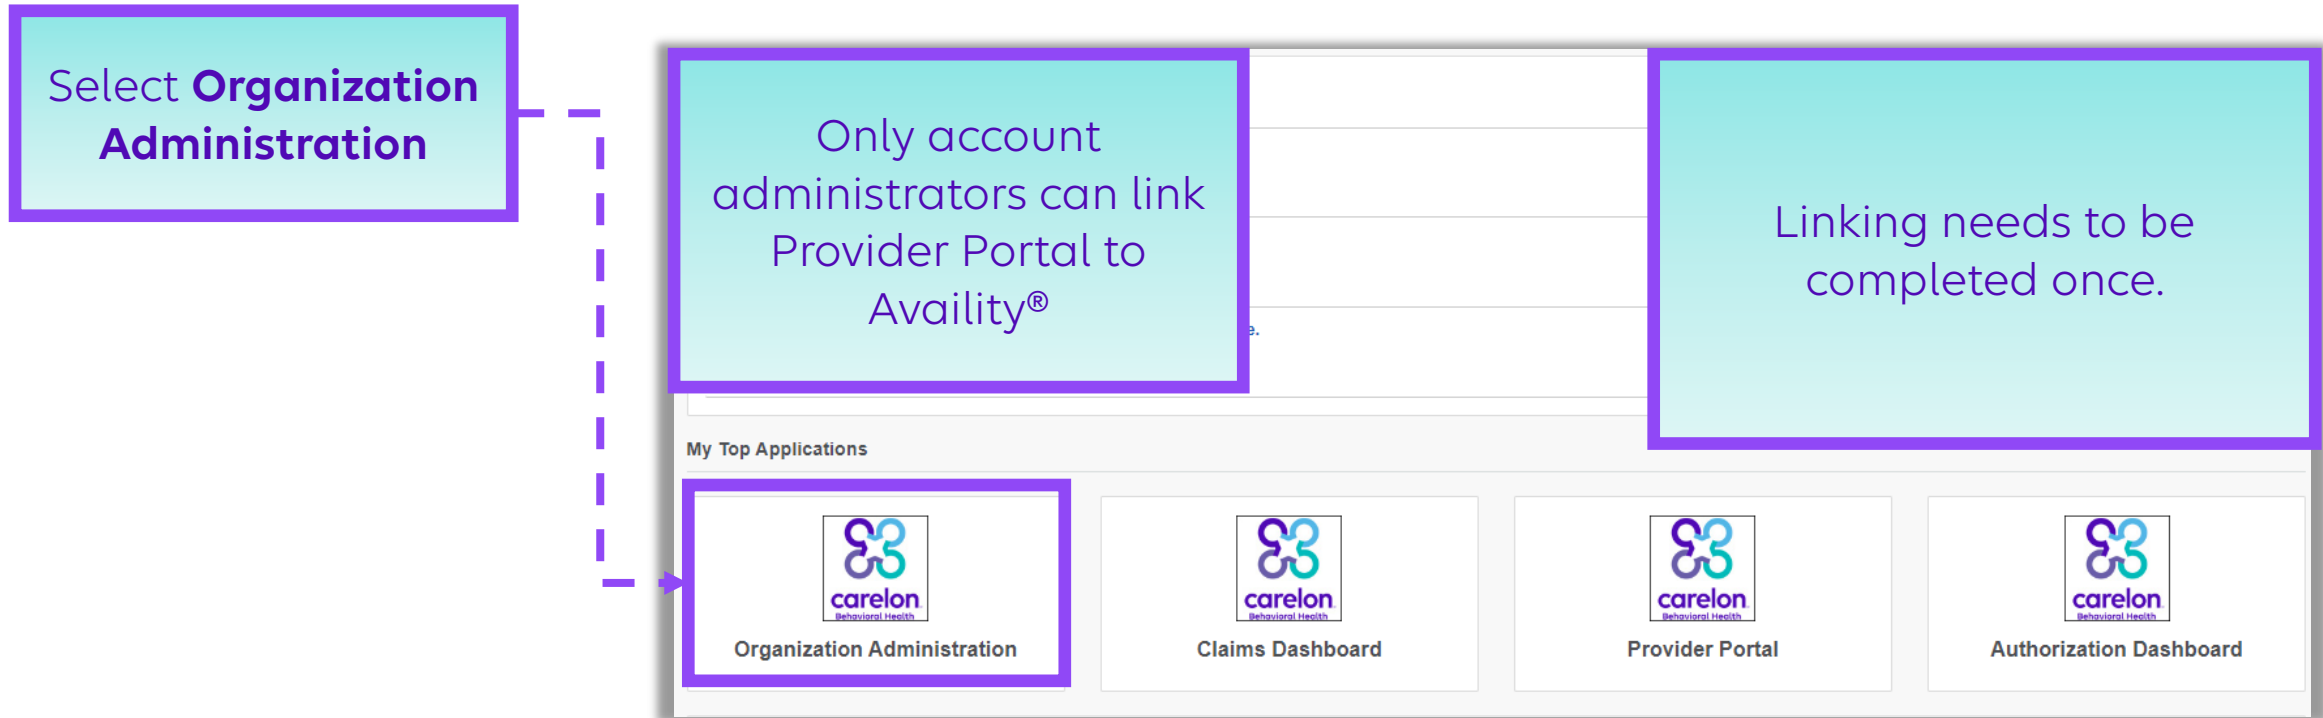 Select Organization
Administration
Only account
administrators can link
Provider Portal to
Availity®
Linking needs to be
completed once.
e.
My Top Applications
carelon
Behavioral Health
Organization Administration
carelon
Behavioral Health
Claims Dashboard
carelon
Behavioral Health
Provider Portal
carelon
Behavioral Health
Authorization Dashboard